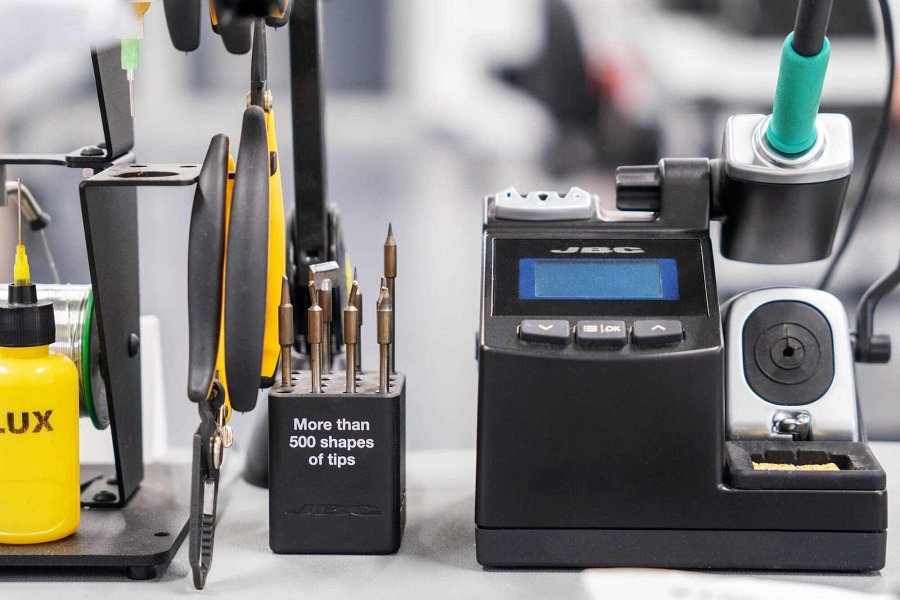 LUX
More than
500 shapes
of tips
JBC
JBC
OK